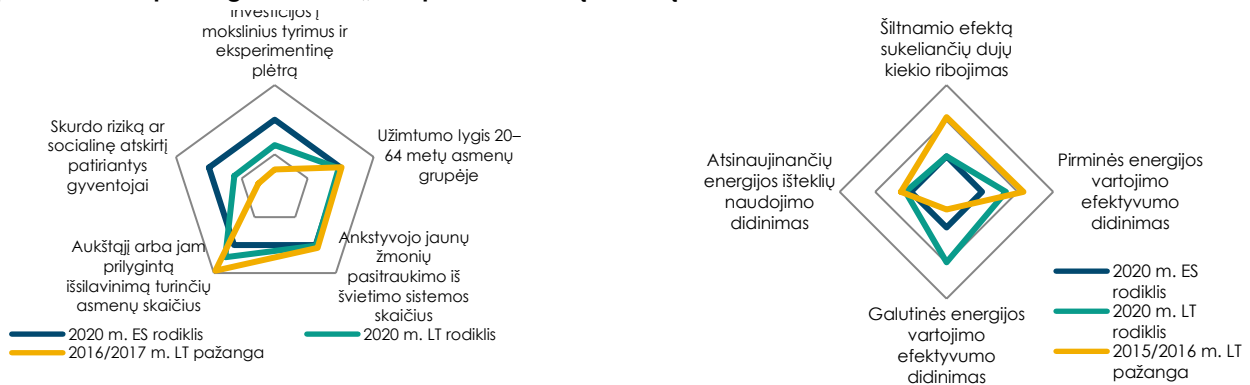 Investicijos į
mokslinius tyrimus ir
eksperimentinę
plėtrą
Skurdo riziką ar
socialinę atskirtį
patiriantys
gyventojai
Užimtumo lygis 20–
64 metų asmenų
grupėje
Aukštąjį arba jam
prilygintą
išsilavinimą turinčių
asmenų skaičius
Ankstyvojo jaunų
žmonių
pasitraukimo iš
švietimo sistemos
skaičius
2020 m. ES rodiklis
2020 m. LT rodiklis
2016/2017 m. LT pažanga
Šiltnamio efektą
sukeliančių dujų
kiekio ribojimas
Atsinaujinančių
energijos išteklių
naudojimo
didinimas
Pirminės energijos
vartojimo
efektyvumo
didinimas
Galutinės energijos
vartojimo
efektyvumo
didinimas
2020 m. ES
rodiklis
2020 m. LT
rodiklis
2015/2016 m. LT
pažanga